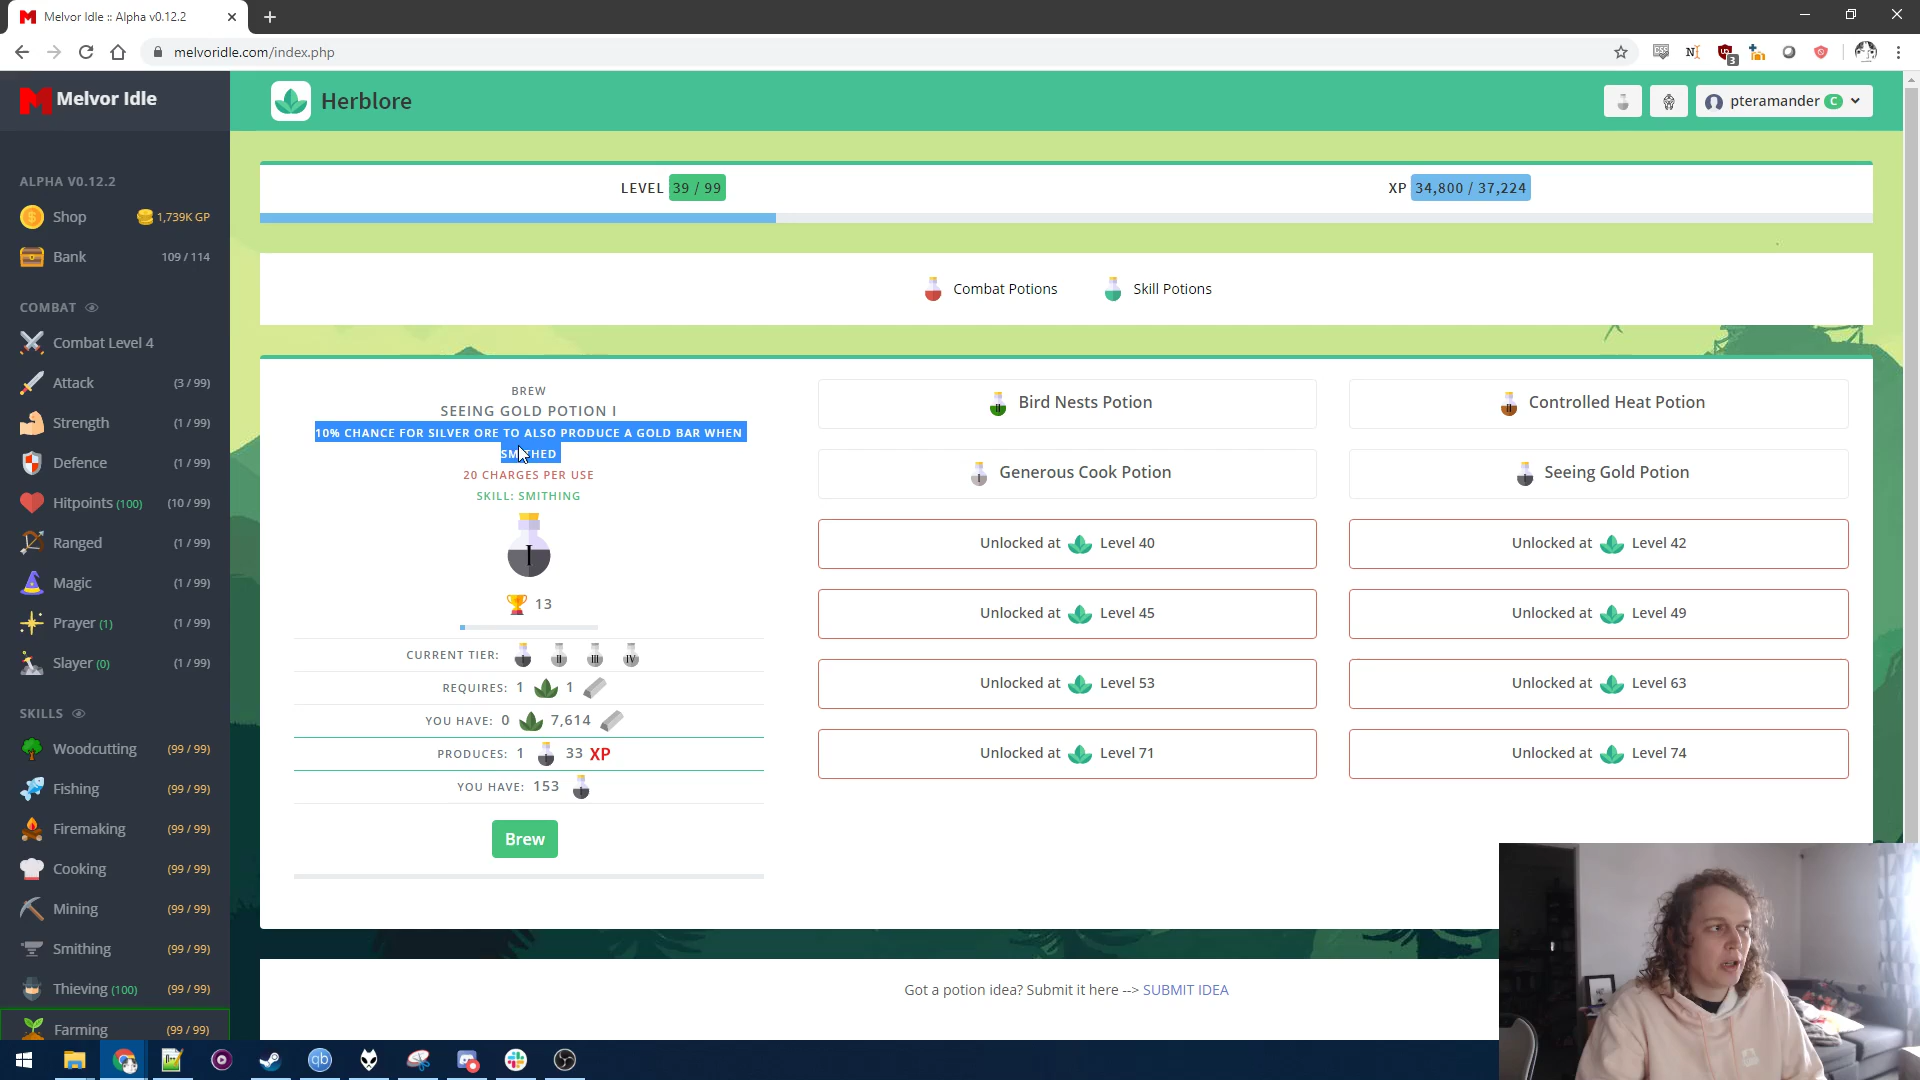 Melvor Idle :: Alpha v0.12.2
melvoridle.com/index.php
3
Melvor Idle
Herblore
pteramander C
ALPHA V0.12.2
Shop 1,739K GP
Bank 109 / 114
COMBAT
Combat Level 4
Attack (3 / 99)
Strength (1 / 99)
Defence (1 / 99)
Hitpoints (100) (10 / 99)
Ranged (1 / 99)
Magic (1 / 99)
Prayer (1) (1 / 99)
Slayer (0) (1 / 99)
SKILLS
Woodcutting (99 / 99)
Fishing (99 / 99)
Firemaking (99 / 99)
Cooking (99 / 99)
Mining (99 / 99)
Smithing (99 / 99)
Thieving (100) (99 / 99)
Farming (99 / 99)
LEVEL 39 / 99
XP 34,800 / 37,224
Combat Potions
Skill Potions
BREW
SEEING GOLD POTION I
10% CHANCE FOR SILVER ORE TO ALSO PRODUCE A GOLD BAR WHEN
SMITHED
20 CHARGES PER USE
SKILL: SMITHING
I
13
CURRENT TIER: I II III IV
REQUIRES: 1 1
YOU HAVE: 0 7,614
PRODUCES: 1 33 XP
YOU HAVE: 153
Brew
Bird Nests Potion
Controlled Heat Potion
Generous Cook Potion
Seeing Gold Potion
Unlocked at Level 40
Unlocked at Level 42
Unlocked at Level 45
Unlocked at Level 49
Unlocked at Level 53
Unlocked at Level 63
Unlocked at Level 71
Unlocked at Level 74
Got a potion idea? Submit it here --> SUBMIT IDEA